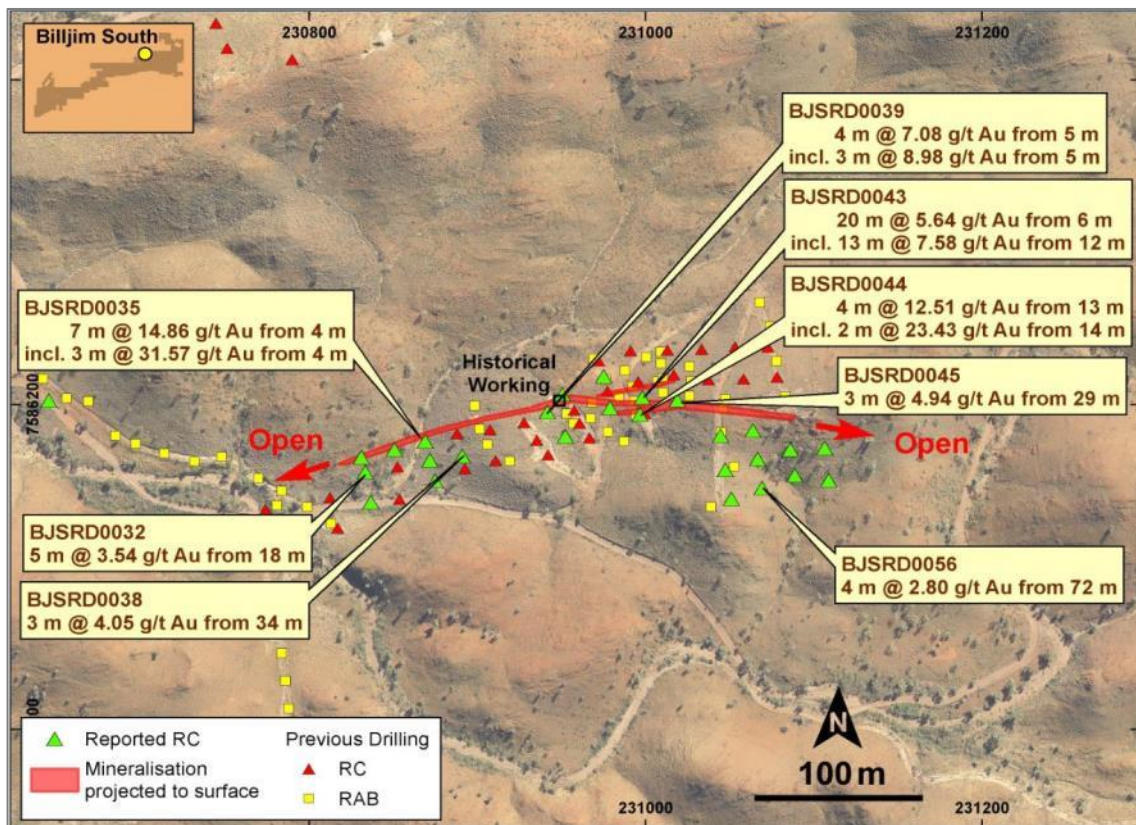 Billjim South
230800
231000
231200
BJSRD0039
4 m @ 7.08 g/t Au from 5 m
incl. 3 m @ 8.98 g/t Au from 5 m
BJSRD0043
20 m @ 5.64 g/t Au from 6 m
incl. 13 m @ 7.58 g/t Au from 12 m
BJSRD0044
4 m @ 12.51 g/t Au from 13 m
incl. 2 m @ 23.43 g/t Au from 14 m
BJSRD0035
7 m @ 14.86 g/t Au from 4 m
incl. 3 m @ 31.57 g/t Au from 4 m
Historical
Working
BJSRD0045
3 m @ 4.94 g/t Au from 29 m
7586200
Open
Open
BJSRD0032
5 m @ 3.54 g/t Au from 18 m
BJSRD0056
4 m @ 2.80 g/t Au from 72 m
BJSRD0038
3 m @ 4.05 g/t Au from 34 m
Reported RC
Mineralisation
projected to surface
Previous Drilling
RC
RAB
N
100 m
231000
231200